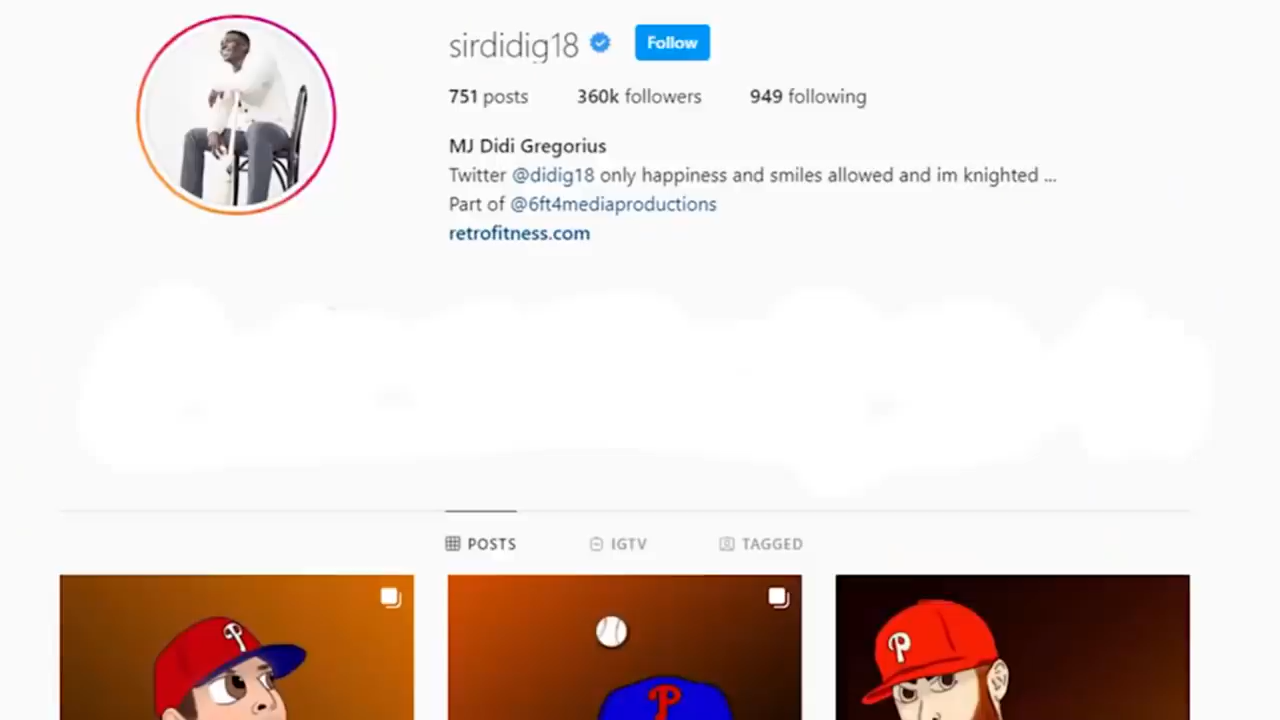 sirdidig18 Follow
751 posts 360k followers 949 following
MJ Didi Gregorius
Twitter @didig18 only happiness and smiles allowed and im knighted ...
Part of @6ft4mediaproductions
retrofitness.com
POSTS IGTV TAGGED
P P P